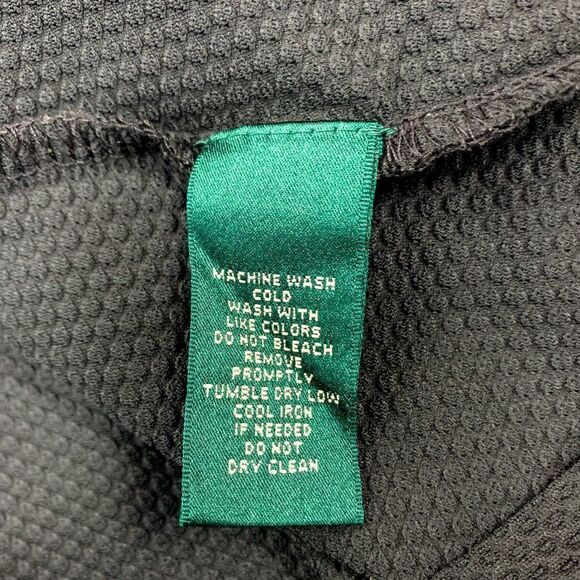 MACHINE WASH
COLD
WASH WITH
LIKE COLORS
DO NOT BLEACH
REMOVE
PROMPTLY
TUMBLE DRY LOW
COOL IRON
IF NEEDED
DO NOT
DRY CLEAN